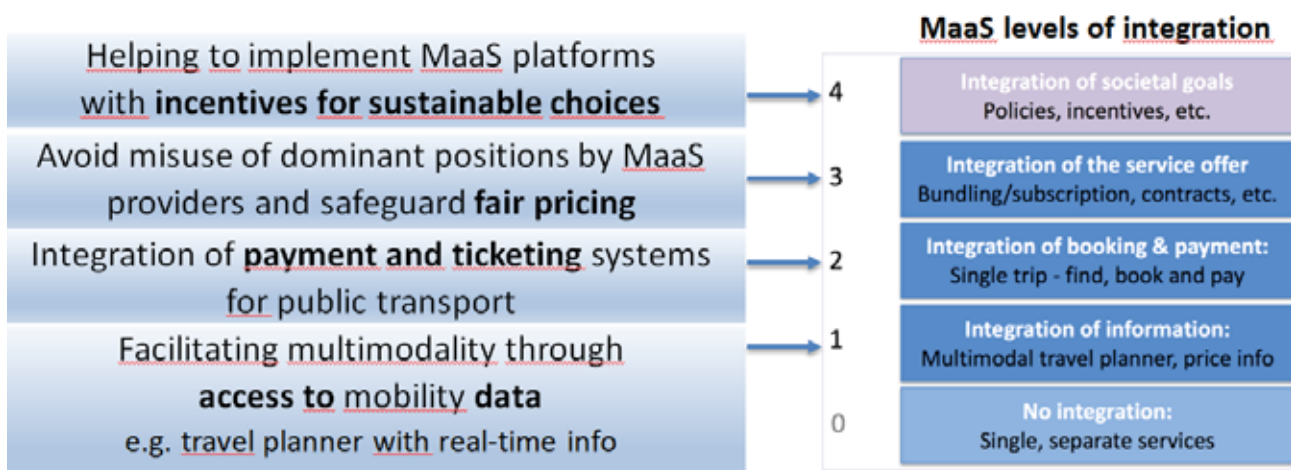 Helping to implement MaaS platforms
with incentives for sustainable choices
Avoid misuse of dominant positions by MaaS
providers and safeguard fair pricing
Integration of payment and ticketing systems
for public transport
Facilitating multimodality through
access to mobility data
e.g. travel planner with real-time info
MaaS levels of integration
4
Integration of societal goals
Policies, incentives, etc.
3
Integration of the service offer
Bundling/subscription, contracts, etc.
2
Integration of booking & payment:
Single trip - find, book and pay
1
Integration of information:
Multimodal travel planner, price info
0
No integration:
Single, separate services